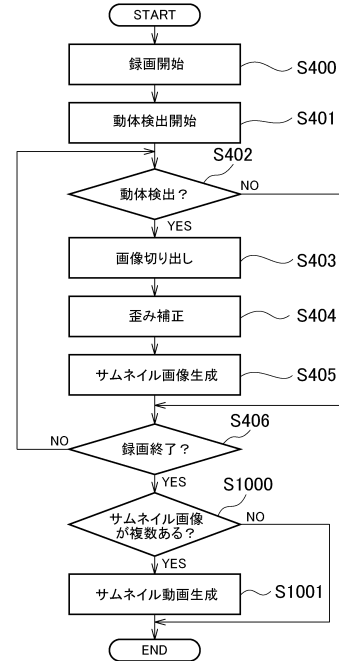 START
録画開始
S400
動体検出開始
S401
S402
動体検出？
NO
YES
画像切り出し
S403
歪み補正
S404
サムネイル画像生成
S405
S406
NO
録画終了？
YES
S1000
サムネイル画像
が複数ある？
NO
YES
サムネイル動画生成
S1001
END